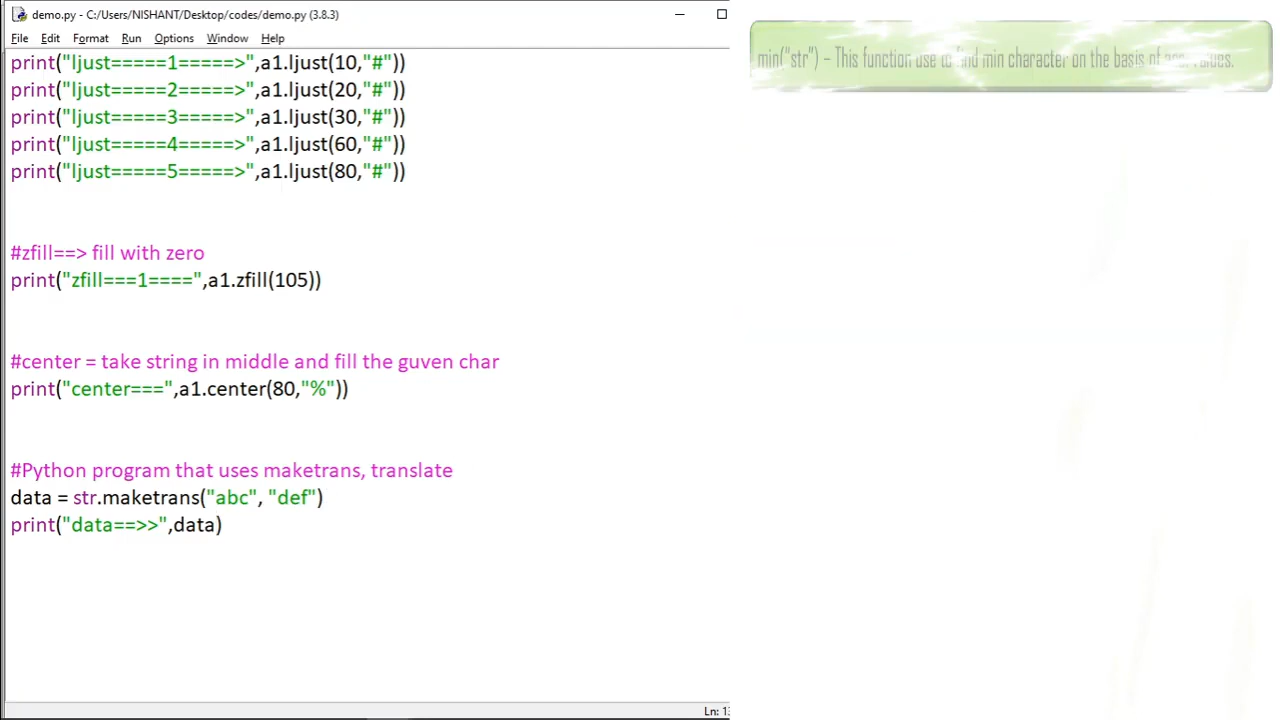 demo.py - C:/Users/NISHANT/Desktop/codes/demo.py (3.8.3)
File Edit Format Run Options Window Help
print("ljust=====1=====>",a1.ljust(10,"#"))
print("ljust=====2=====>",a1.ljust(20,"#"))
print("ljust=====3=====>",a1.ljust(30,"#"))
print("ljust=====4=====>",a1.ljust(60,"#"))
print("ljust=====5=====>",a1.ljust(80,"#"))
#zfill==> fill with zero
print("zfill===1====",a1.zfill(105))
#center = take string in middle and fill the guven char
print("center===",a1.center(80,"%"))
#Python program that uses maketrans, translate
data = str.maketrans("abc", "def")
print("data==>>",data)
Ln:
min("str") – This function use to find min character on the basis of values.